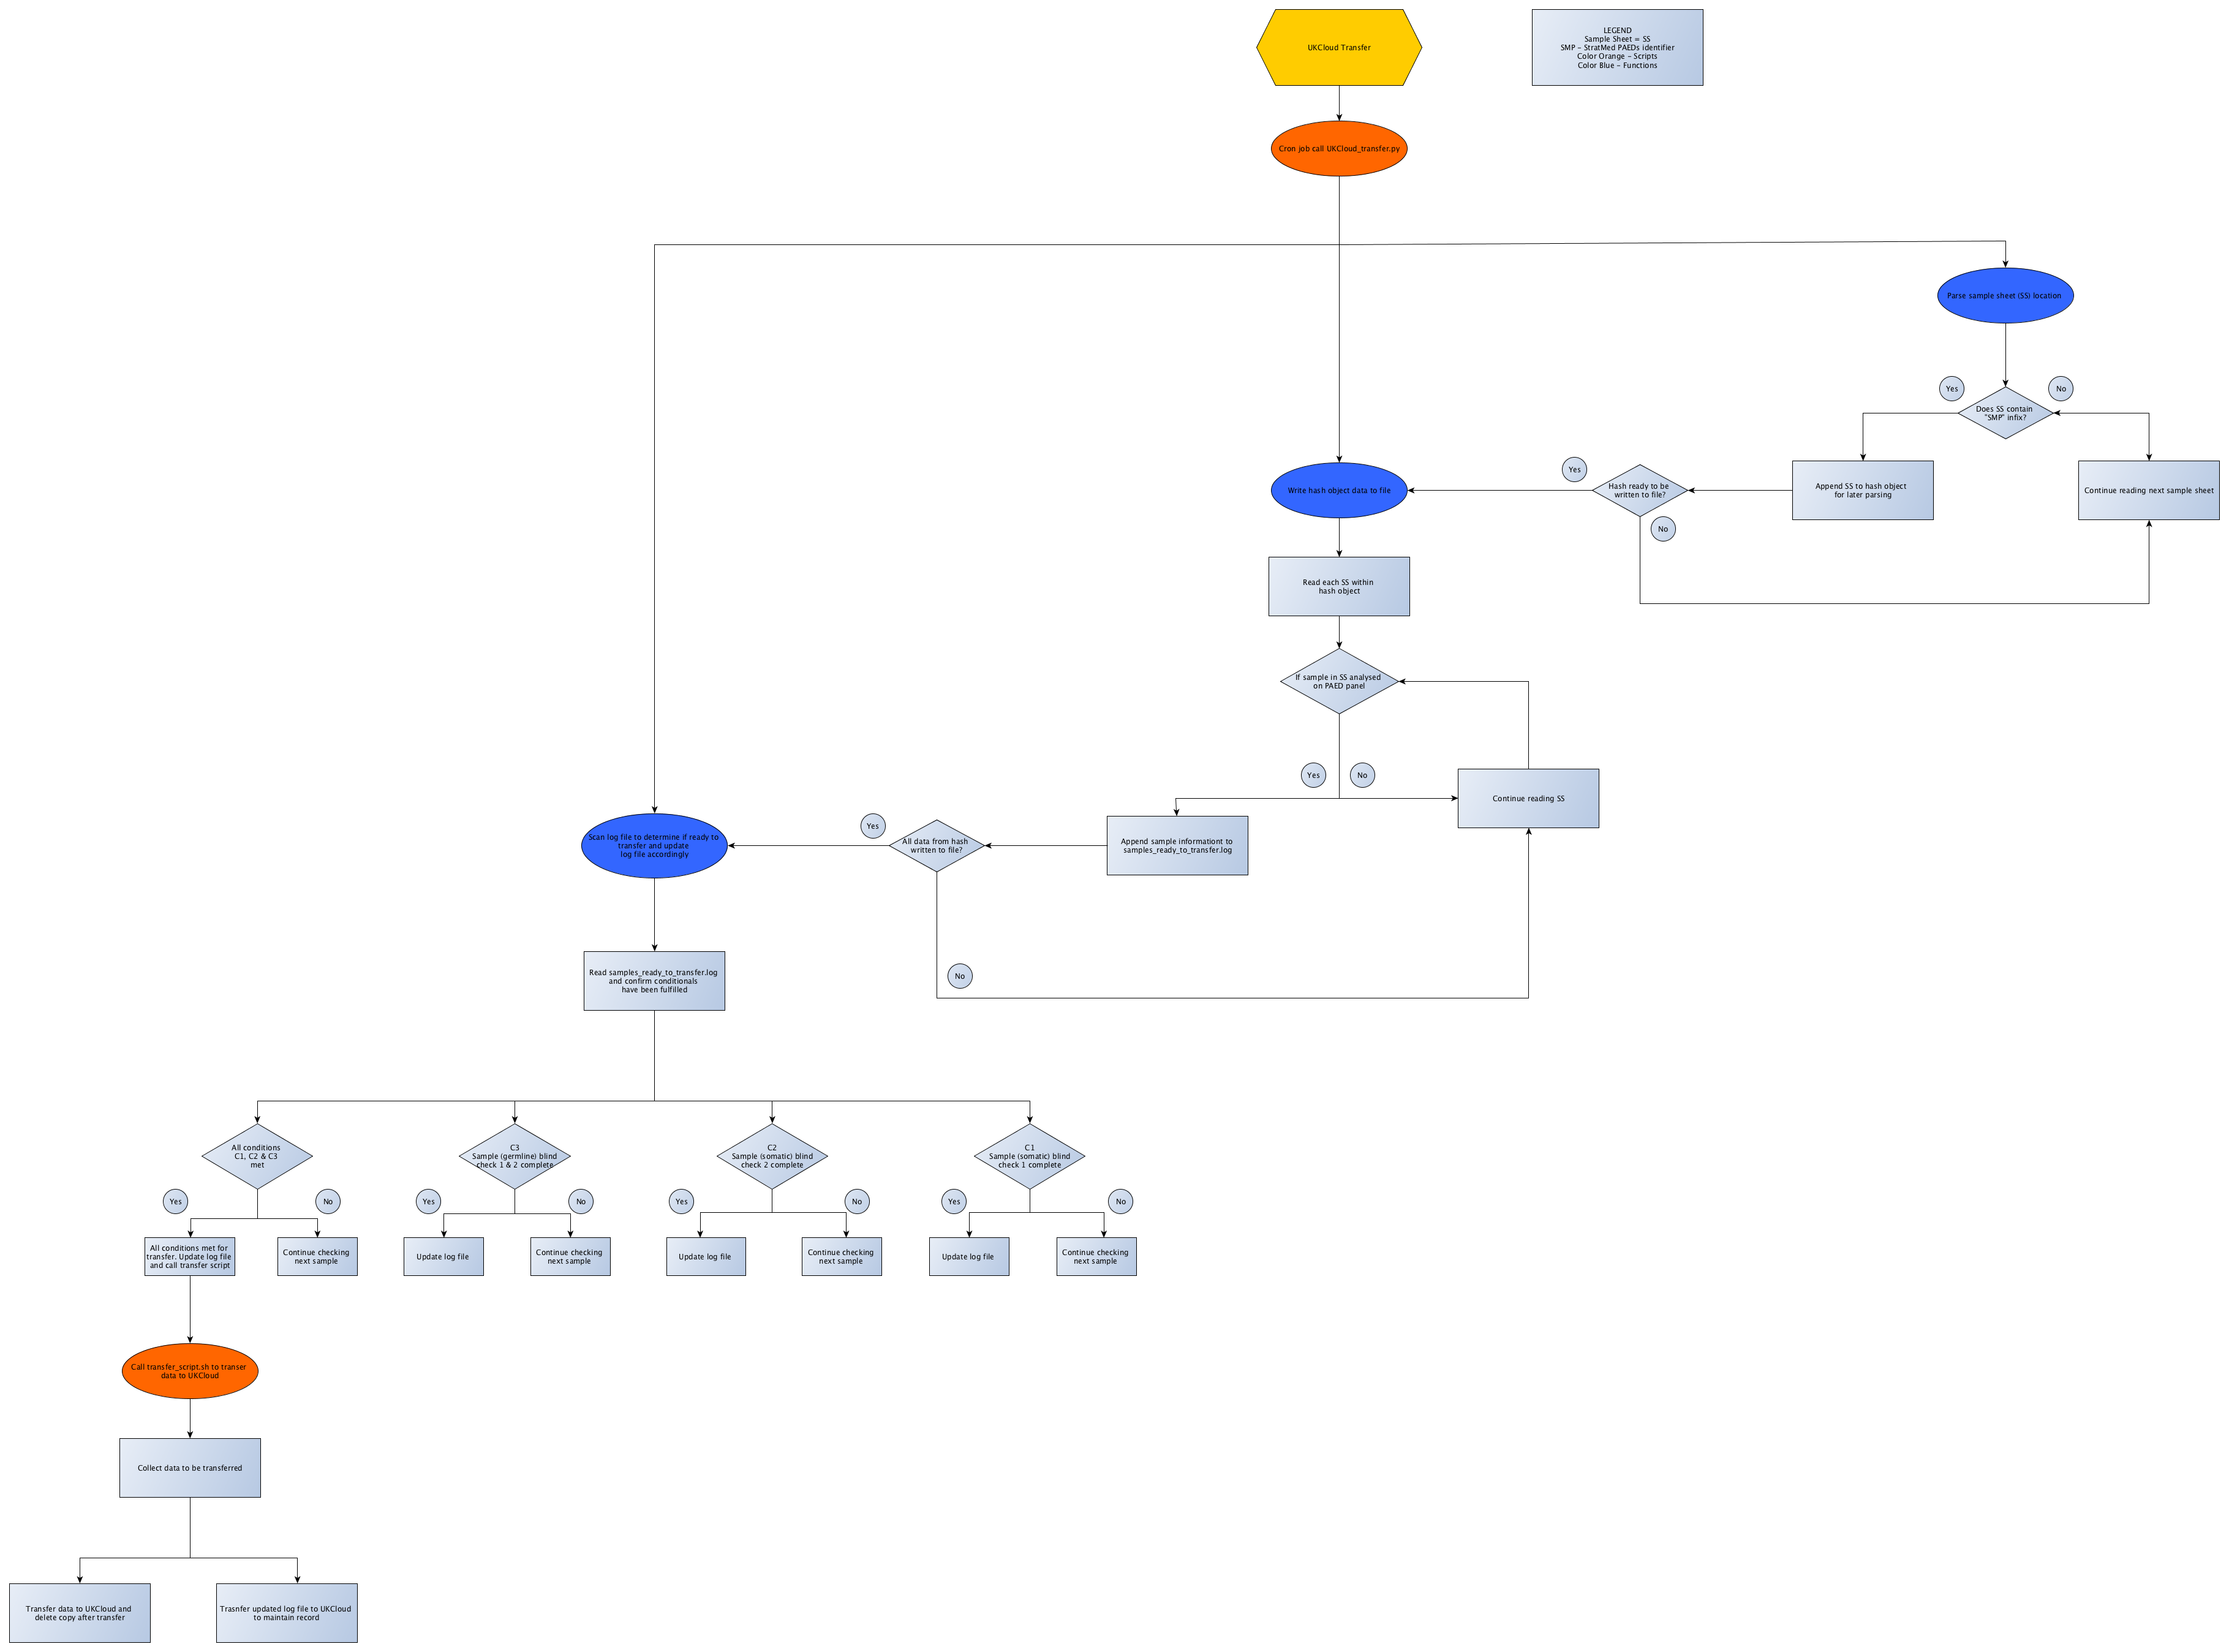 UKCloud Transfer
LEGEND
Sample Sheet = SS
SMP - StratMed PAEDs identifier
Color Orange - Scripts
Color Blue - Functions
Cron job call UKCloud_transfer.py
Parse sample sheet (SS) location
Yes
No
Does SS contain
"SMP" infix?
Yes
Write hash object data to file
Hash ready to be
written to file?
Append SS to hash object
for later parsing
Continue reading next sample sheet
No
Read each SS within
hash object
If sample in SS analysed
on PAED panel
Yes
No
Continue reading SS
Scan log file to determine if ready to
transfer and update
log file accordingly
Yes
All data from hash
written to file?
Append sample informationt to
samples_ready_to_transfer.log
Read samples_ready_to_transfer.log
and confirm conditionals
have been fulfilled
No
All conditions
C1, C2 & C3
met
C3
Sample (germline) blind
check 1 & 2 complete
C2
Sample (somatic) blind
check 2 complete
C1
Sample (somatic) blind
check 1 complete
Yes
No
Yes
No
Yes
No
Yes
No
All conditions met for
transfer. Update log file
and call transfer script
Continue checking
next sample
Update log file
Continue checking
next sample
Update log file
Continue checking
next sample
Update log file
Continue checking
next sample
Call transfer_script.sh to transer
data to UKCloud
Collect data to be transferred
Transfer data to UKCloud and
delete copy after transfer
Trasnfer updated log file to UKCloud
to maintain record